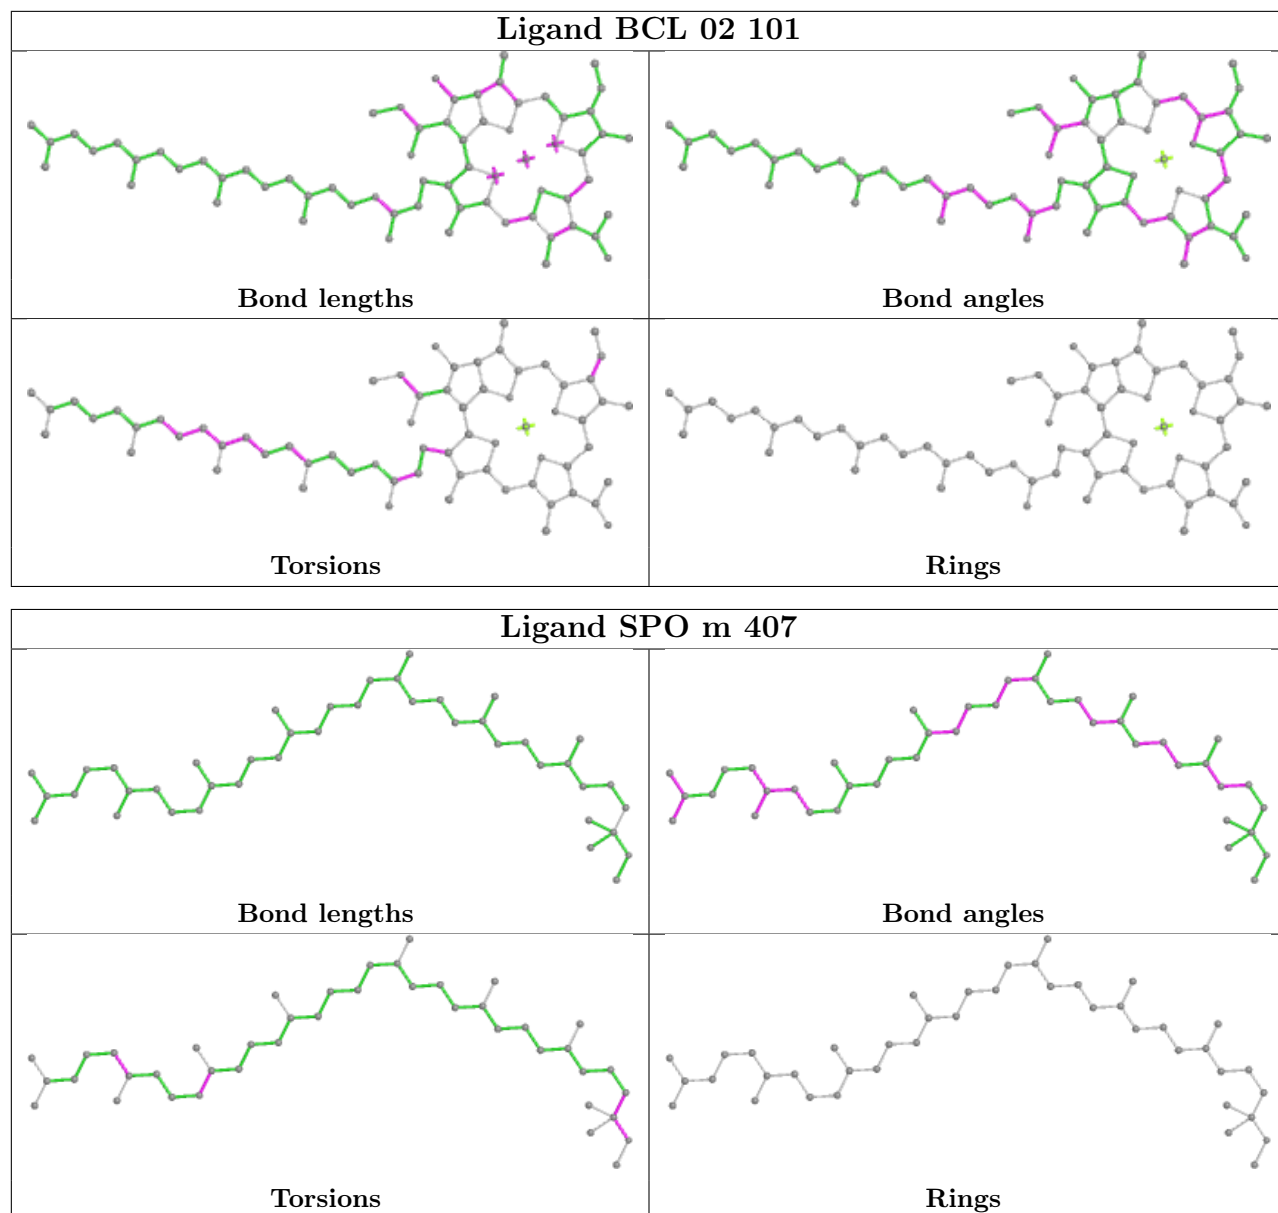 Ligand BCL 02 101
Bond lengths
Bond angles
Torsions
Rings
Ligand SPO m 407
Bond lengths
Bond angles
Torsions
Rings